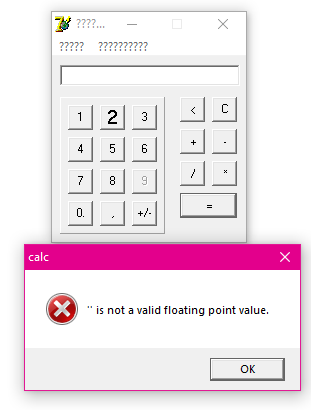 ????...
????? ??????????
1 2 3 < C
4 5 6 + -
7 8 9 / *
0. , +/- =
calc
'' is not a valid floating point value.
OK